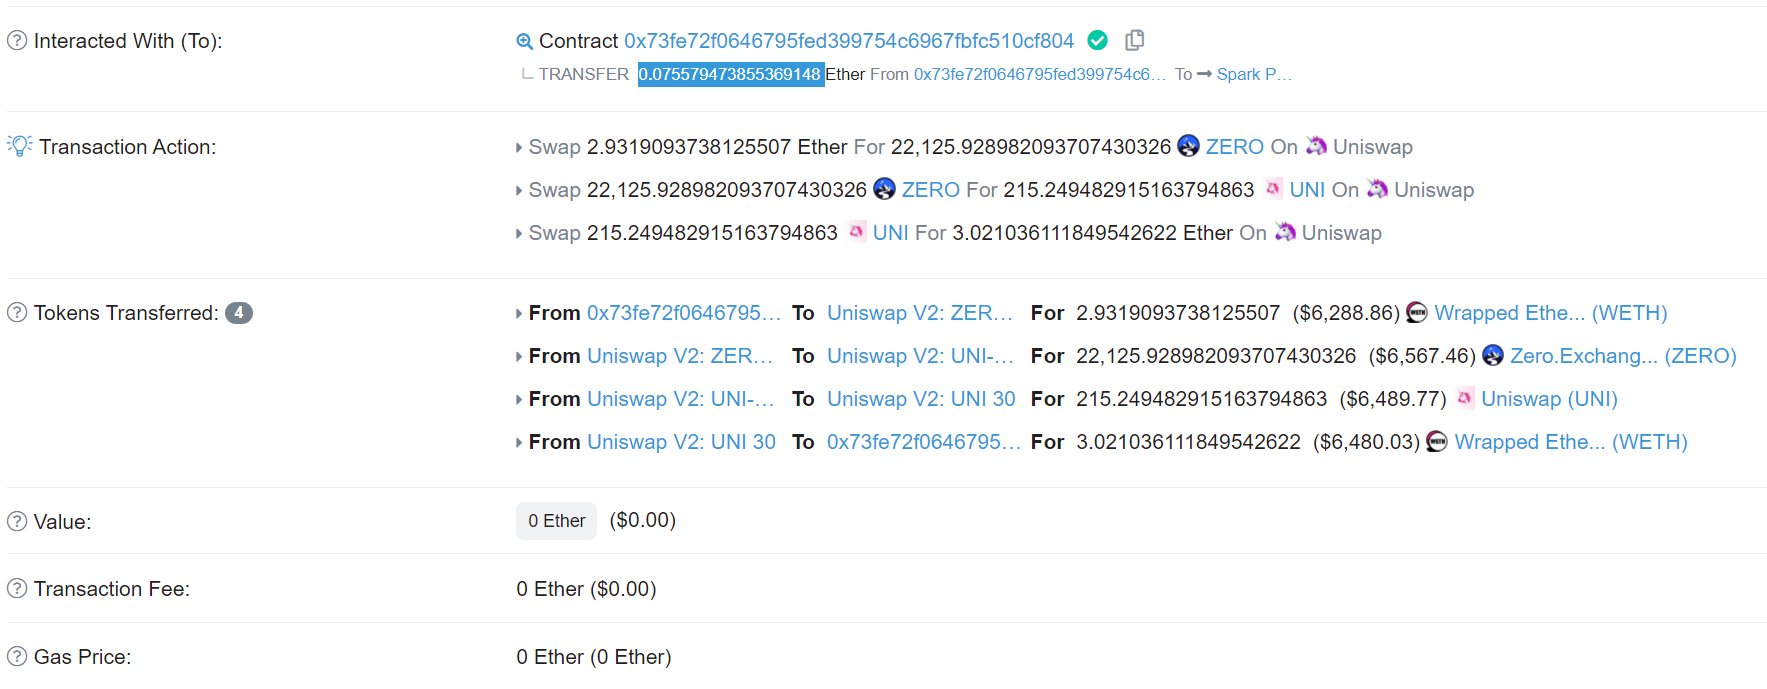 Interacted With (To): Contract 0x73fe72f0646795fed399754c6967fbfc510cf804
TRANSFER 0.075579473855369148 Ether From 0x73fe72f0646795fed399754c6... To → Spark P...
Transaction Action: Swap 2.9319093738125507 Ether For 22,125.928982093707430326 ZERO On Uniswap
Swap 22,125.928982093707430326 ZERO For 215.249482915163794863 UNI On Uniswap
Swap 215.249482915163794863 UNI For 3.021036111849542622 Ether On Uniswap
Tokens Transferred: 4 From 0x73fe72f0646795... To Uniswap V2: ZER... For 2.9319093738125507 ($6,288.86) Wrapped Ethe... (WETH)
From Uniswap V2: ZER... To Uniswap V2: UNI-... For 22,125.928982093707430326 ($6,567.46) Zero.Exchang... (ZERO)
From Uniswap V2: UNI-... To Uniswap V2: UNI 30 For 215.249482915163794863 ($6,489.77) Uniswap (UNI)
From Uniswap V2: UNI 30 To 0x73fe72f0646795... For 3.021036111849542622 ($6,480.03) Wrapped Ethe... (WETH)
Value: 0 Ether ($0.00)
Transaction Fee: 0 Ether ($0.00)
Gas Price: 0 Ether (0 Ether)